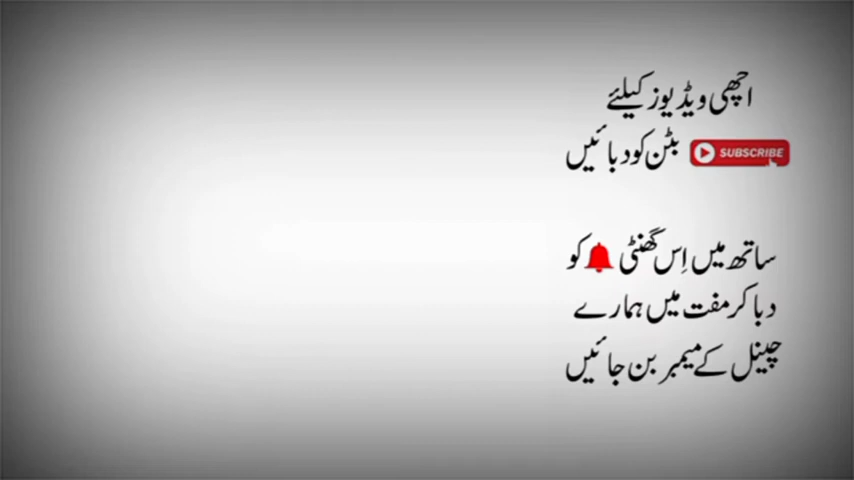 اچھی ویڈیوز کیلئے
SUBSCRIBE بٹن کو دبائیں
ساتھ میں اِس گھنٹی کو
دبا کر مفت میں ہمارے
چینل کے میمبر بن جائیں